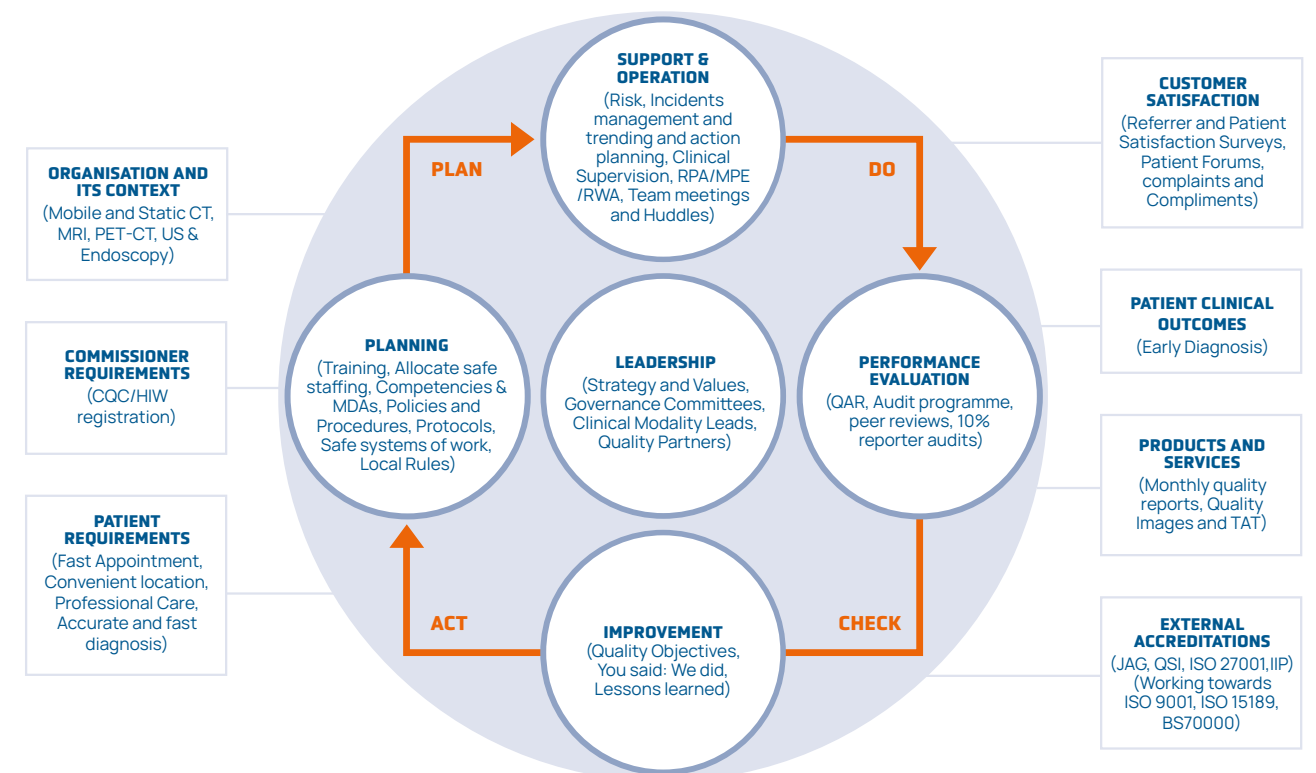 ORGANISATION AND
ITS CONTEXT
(Mobile and Static CT,
MRI, PET-CT, US &
Endoscopy)
COMMISSIONER
REQUIREMENTS
(CQC/HIW
registration)
PATIENT
REQUIREMENTS
(Fast Appointment,
Convenient location,
Professional Care,
Accurate and fast
diagnosis)
SUPPORT &
OPERATION
(Risk, Incidents
management and
trending and action
planning, Clinical
Supervision, RPA/MPE
/RWA, Team meetings
and Huddles)
PLAN
DO
PLANNING
(Training, Allocate safe
staffing, Competencies &
MDAs, Policies and
Procedures, Protocols,
Safe systems of work,
Local Rules)
LEADERSHIP
(Strategy and Values,
Governance Committees,
Clinical Modality Leads,
Quality Partners)
PERFORMANCE
EVALUATION
(QAR, Audit programme,
peer reviews, 10%
reporter audits)
ACT
CHECK
IMPROVEMENT
(Quality Objectives,
You said: We did,
Lessons learned)
CUSTOMER
SATISFACTION
(Referrer and Patient
Satisfaction Surveys,
Patient Forums,
complaints and
Compliments)
PATIENT CLINICAL
OUTCOMES
(Early Diagnosis)
PRODUCTS AND
SERVICES
(Monthly quality
reports, Quality
Images and TAT)
EXTERNAL
ACCREDITATIONS
(JAG, QSI, ISO 27001,IIP)
(Working towards
ISO 9001, ISO 15189,
BS70000)